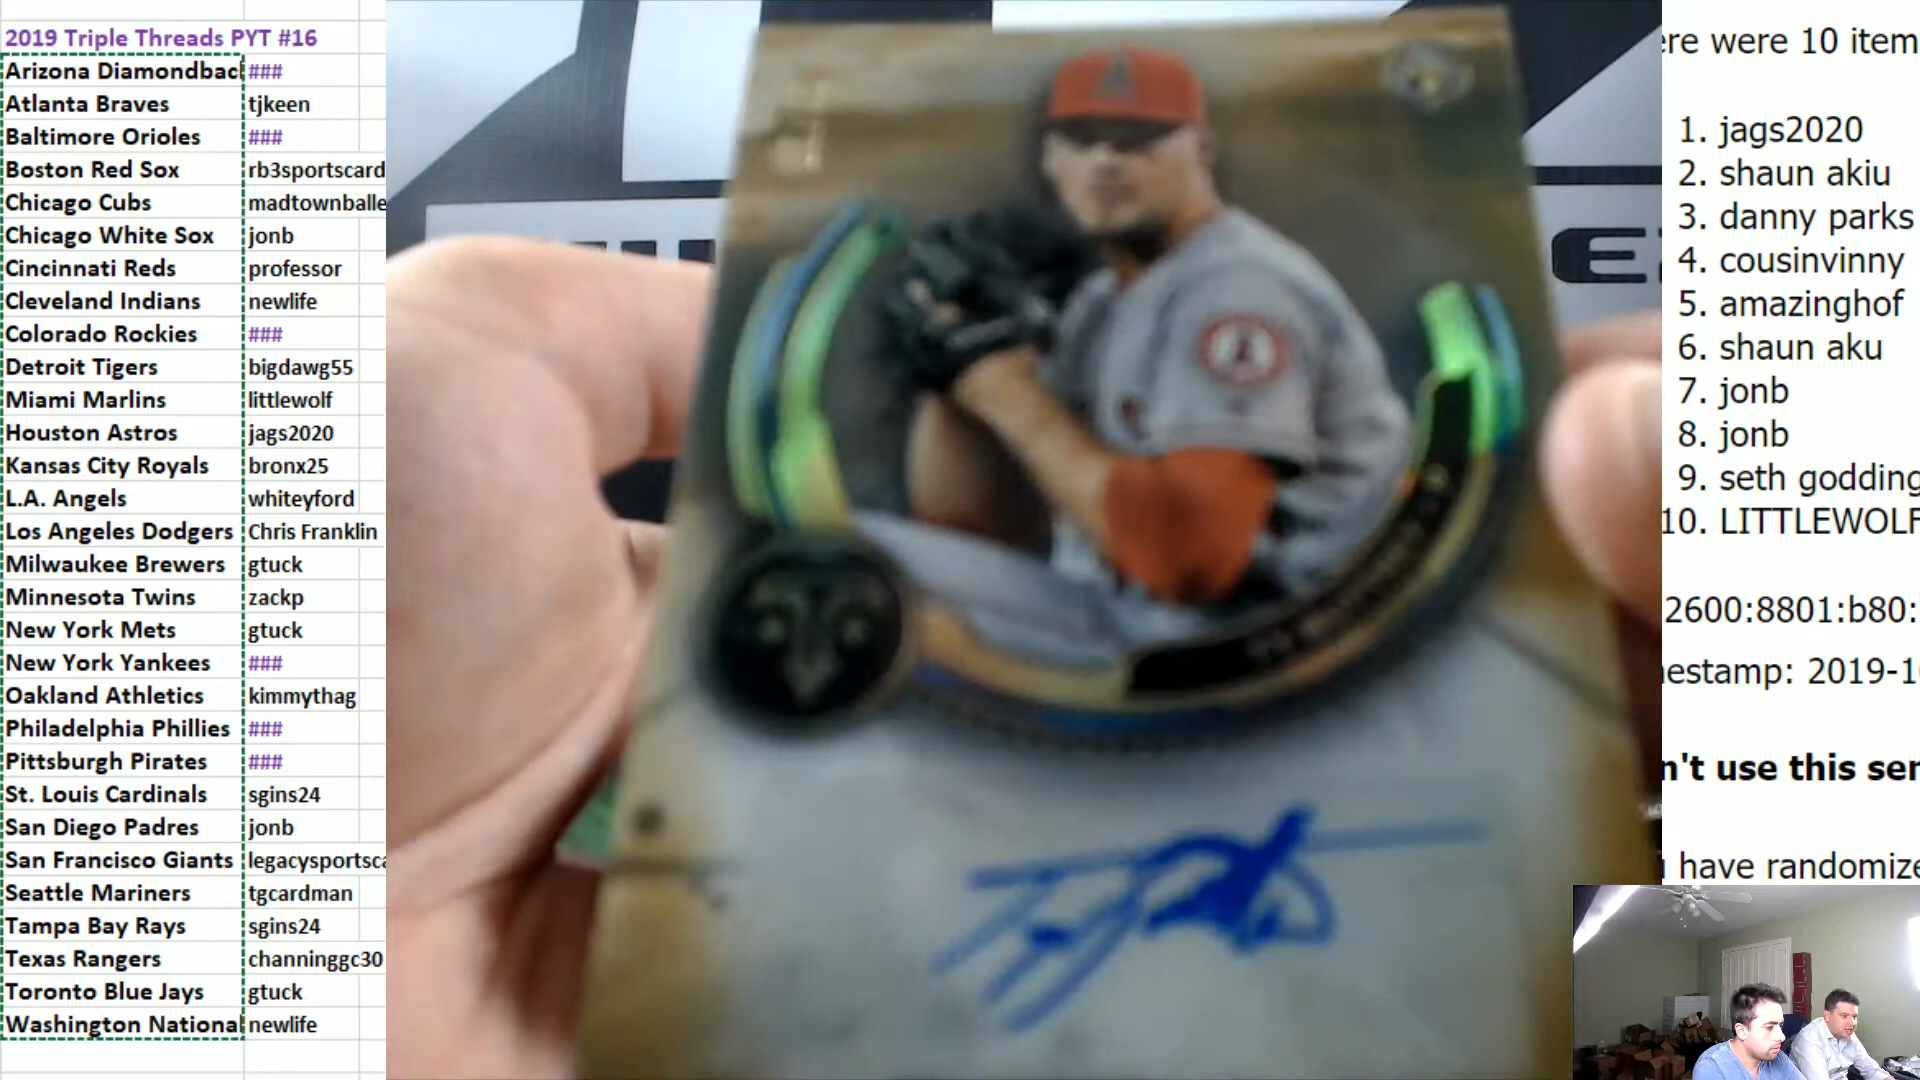 2019 Triple Threads PYT #16
Arizona Diamondbac ###
Atlanta Braves tjkeen
Baltimore Orioles ###
Boston Red Sox rb3sportscard
Chicago Cubs madtownballe
Chicago White Sox jonb
Cincinnati Reds professor
Cleveland Indians newlife
Colorado Rockies ###
Detroit Tigers bigdawg55
Miami Marlins littlewolf
Houston Astros jags2020
Kansas City Royals bronx25
L.A. Angels whiteyford
Los Angeles Dodgers Chris Franklin
Milwaukee Brewers gtuck
Minnesota Twins zackp
New York Mets gtuck
New York Yankees ###
Oakland Athletics kimmythag
Philadelphia Phillies ###
Pittsburgh Pirates ###
St. Louis Cardinals sgins24
San Diego Padres jonb
San Francisco Giants legacysportsca
Seattle Mariners tgcardman
Tampa Bay Rays sgins24
Texas Rangers channinggc30
Toronto Blue Jays gtuck
Washington National newlife
ere were 10 item
1. jags2020
2. shaun akiu
3. danny parks
4. cousinvinny
5. amazinghof
6. shaun aku
7. jonb
8. jonb
9. seth godding
10. LITTLEWOLF
2600:8801:b80:
estamp: 2019-1
n't use this ser
have randomize